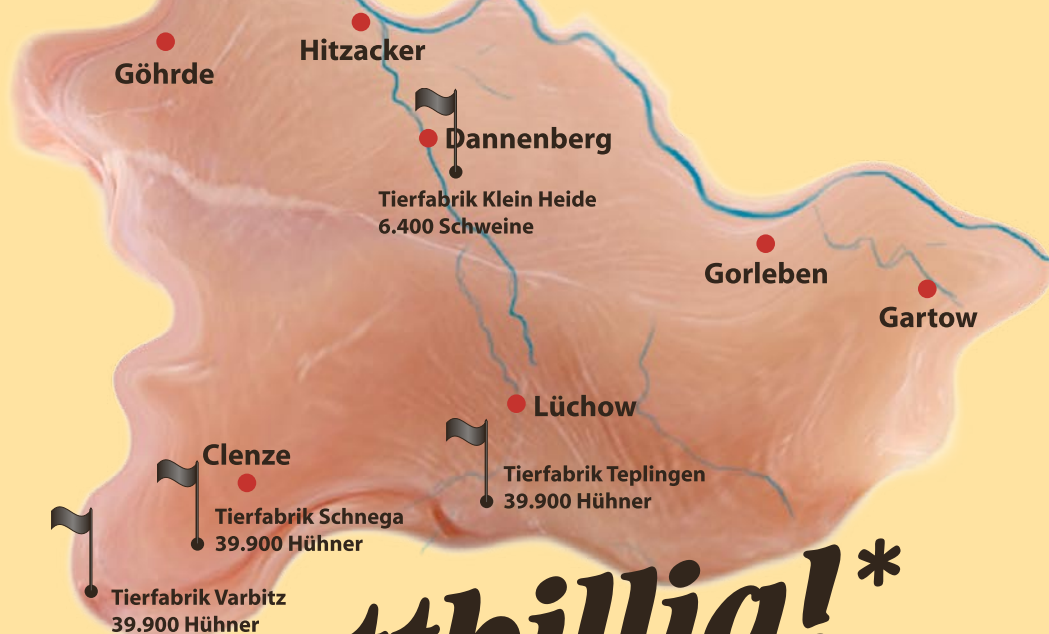 Hitzacker
Göhrde
Dannenberg
Tierfabrik Klein Heide
6.400 Schweine
Gorleben
Gartow
Lüchow
Clenze
Tierfabrik Teplingen
39.900 Hühner
Tierfabrik Schnega
39.900 Hühner
Tierfabrik Varbitz
39.900 Hühner
ttbillig!*